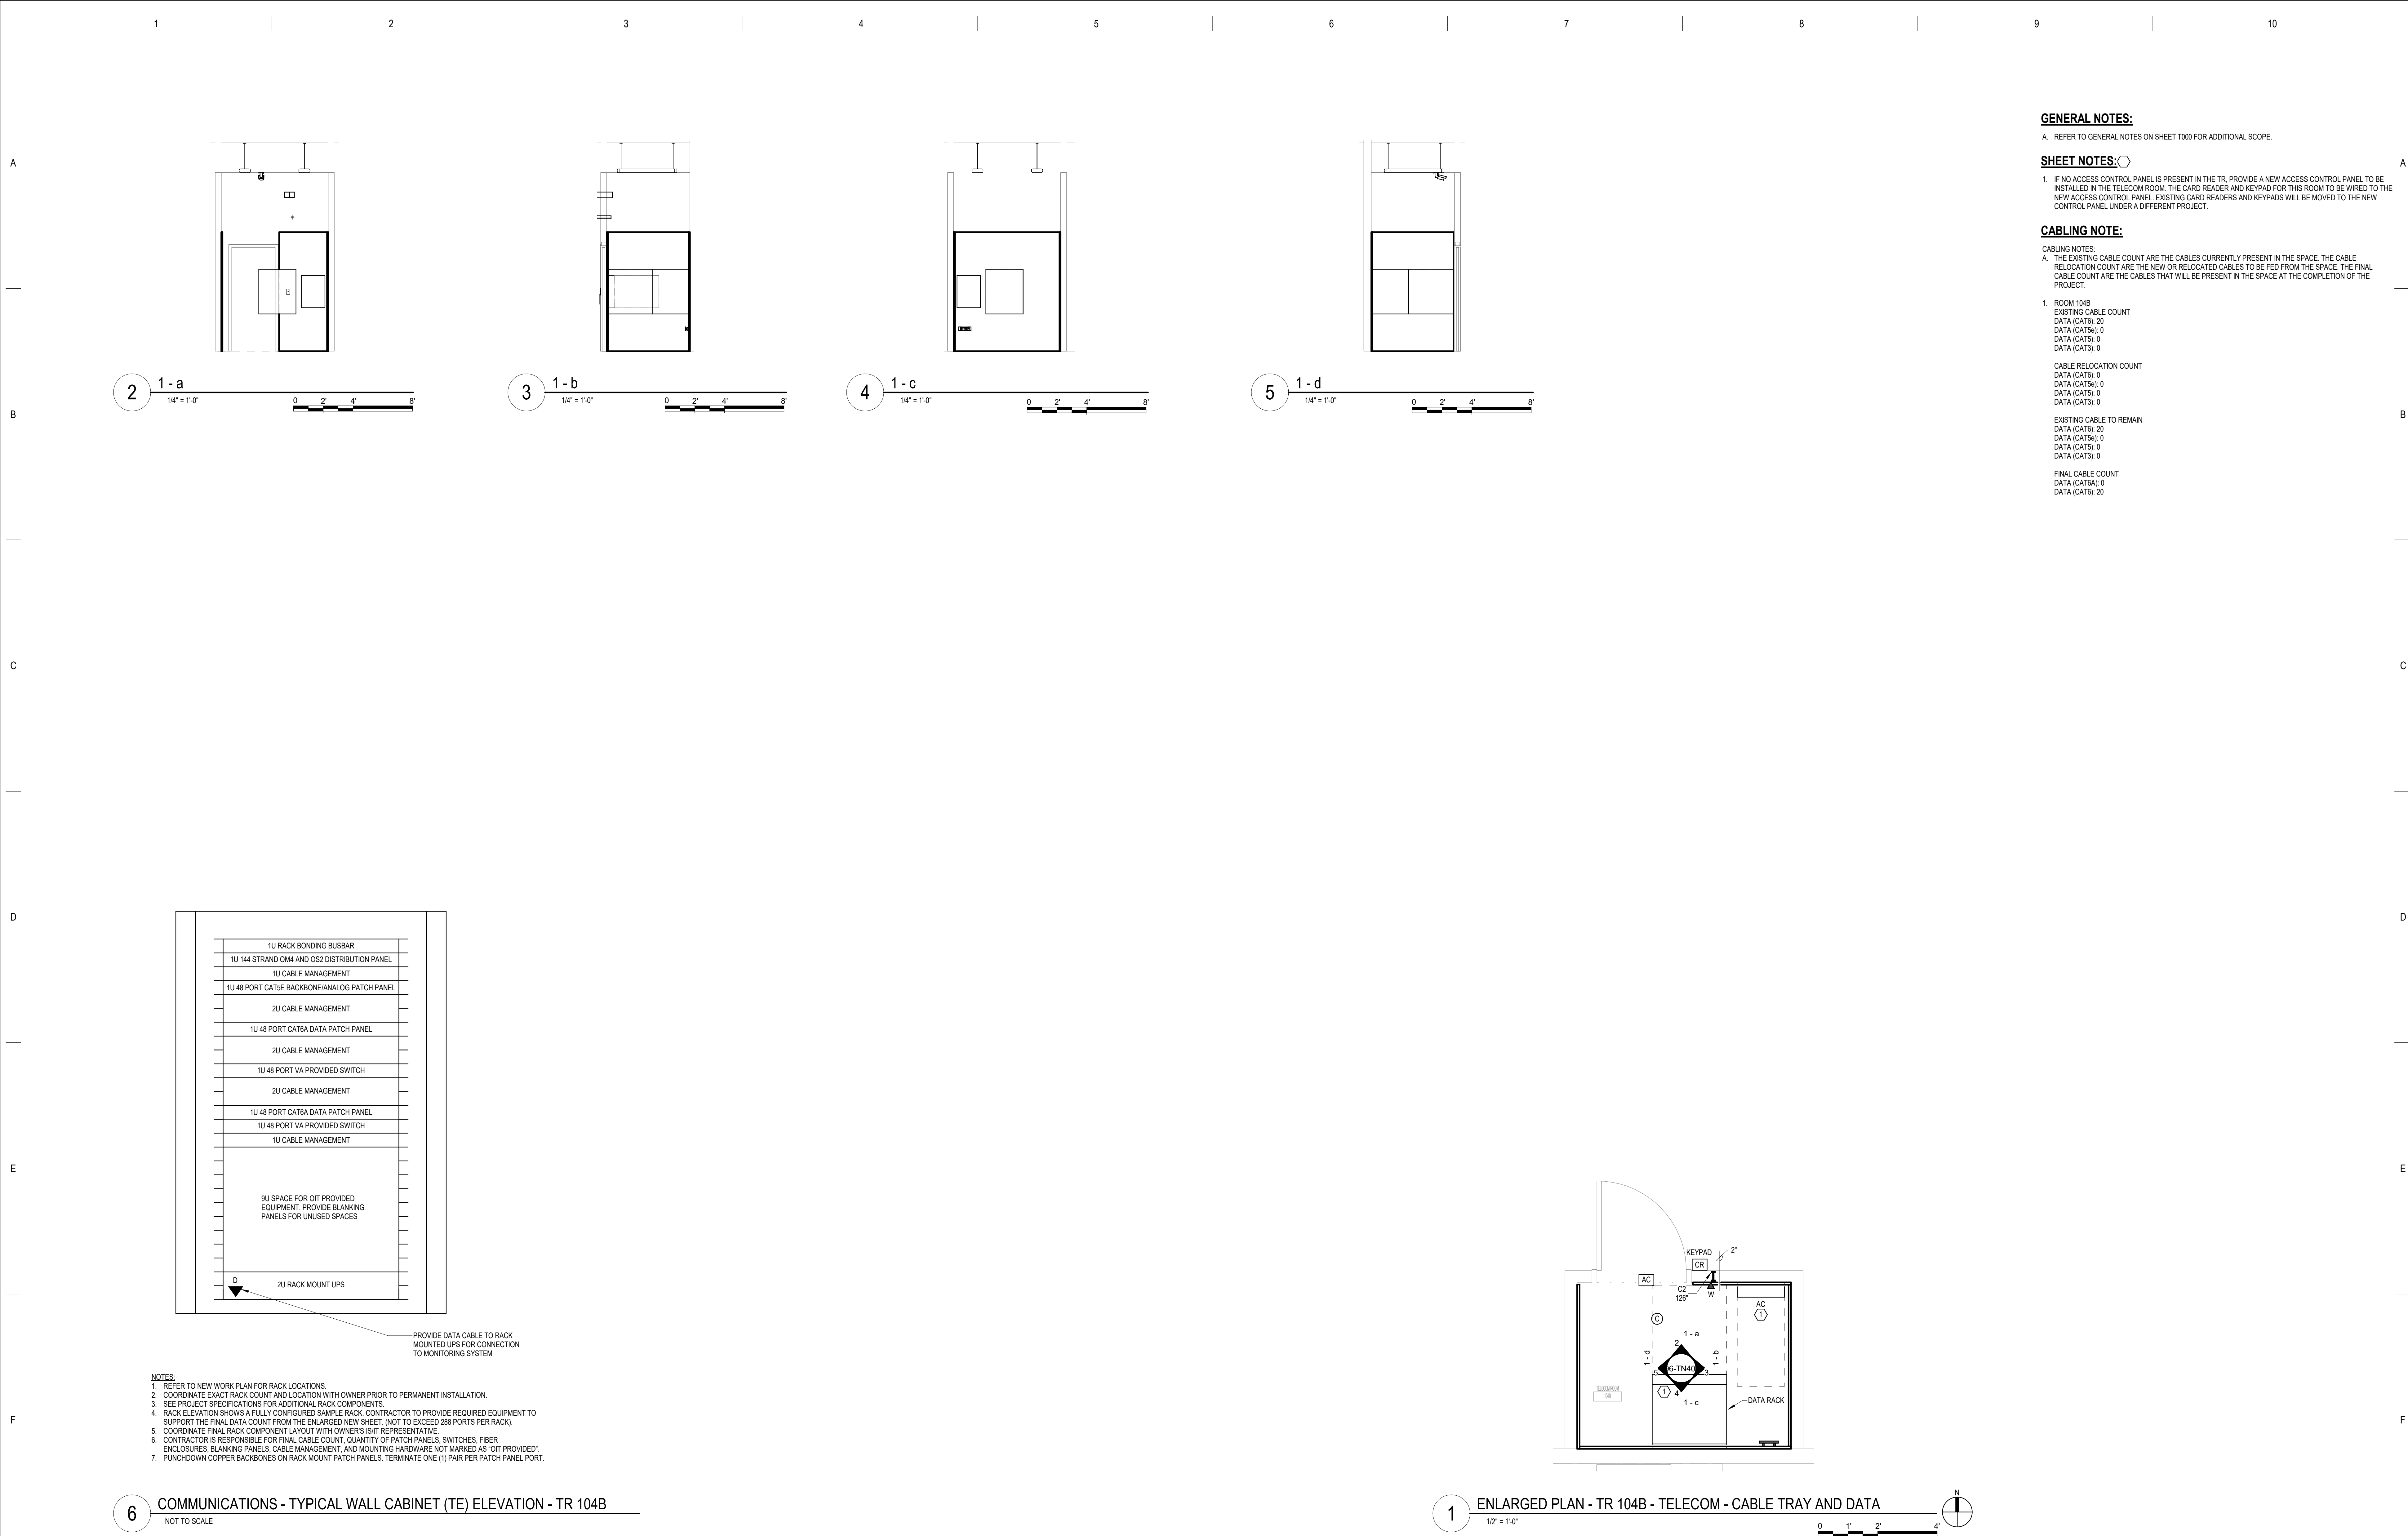 1 2 3 4 5 6 7 8 9 10
A
B
C
D
E
F
A
B
C
D
E
F
2
1 - a
1/4" = 1'-0"
0 2' 4' 8'
3
1 - b
1/4" = 1'-0"
0 2' 4' 8'
4
1 - c
1/4" = 1'-0"
0 2' 4' 8'
5
1 - d
1/4" = 1'-0"
0 2' 4' 8'
GENERAL NOTES:
A. REFER TO GENERAL NOTES ON SHEET T000 FOR ADDITIONAL SCOPE.
SHEET NOTES:
1. IF NO ACCESS CONTROL PANEL IS PRESENT IN THE TR, PROVIDE A NEW ACCESS CONTROL PANEL TO BE
INSTALLED IN THE TELECOM ROOM. THE CARD READER AND KEYPAD FOR THIS ROOM TO BE WIRED TO THE
NEW ACCESS CONTROL PANEL. EXISTING CARD READERS AND KEYPADS WILL BE MOVED TO THE NEW
CONTROL PANEL UNDER A DIFFERENT PROJECT.
CABLING NOTE:
CABLING NOTES:
A. THE EXISTING CABLE COUNT ARE THE CABLES CURRENTLY PRESENT IN THE SPACE. THE CABLE
RELOCATION COUNT ARE THE NEW OR RELOCATED CABLES TO BE FED FROM THE SPACE. THE FINAL
CABLE COUNT ARE THE CABLES THAT WILL BE PRESENT IN THE SPACE AT THE COMPLETION OF THE
PROJECT.
1. ROOM 104B
EXISTING CABLE COUNT
DATA (CAT6): 20
DATA (CAT5e): 0
DATA (CAT5): 0
DATA (CAT3): 0
CABLE RELOCATION COUNT
DATA (CAT6): 0
DATA (CAT5e): 0
DATA (CAT5): 0
DATA (CAT3): 0
EXISTING CABLE TO REMAIN
DATA (CAT6): 20
DATA (CAT5e): 0
DATA (CAT5): 0
DATA (CAT3): 0
FINAL CABLE COUNT
DATA (CAT6A): 0
DATA (CAT6): 20
1U RACK BONDING BUSBAR
1U 144 STRAND OM4 AND OS2 DISTRIBUTION PANEL
1U CABLE MANAGEMENT
1U 48 PORT CAT5E BACKBONE/ANALOG PATCH PANEL
2U CABLE MANAGEMENT
1U 48 PORT CAT6A DATA PATCH PANEL
2U CABLE MANAGEMENT
1U 48 PORT VA PROVIDED SWITCH
2U CABLE MANAGEMENT
1U 48 PORT CAT6A DATA PATCH PANEL
1U 48 PORT VA PROVIDED SWITCH
1U CABLE MANAGEMENT
9U SPACE FOR OIT PROVIDED
EQUIPMENT. PROVIDE BLANKING
PANELS FOR UNUSED SPACES
D
2U RACK MOUNT UPS
PROVIDE DATA CABLE TO RACK
MOUNTED UPS FOR CONNECTION
TO MONITORING SYSTEM
NOTES:
1. REFER TO NEW WORK PLAN FOR RACK LOCATIONS.
2. COORDINATE EXACT RACK COUNT AND LOCATION WITH OWNER PRIOR TO PERMANENT INSTALLATION.
3. SEE PROJECT SPECIFICATIONS FOR ADDITIONAL RACK COMPONENTS.
4. RACK ELEVATION SHOWS A FULLY CONFIGURED SAMPLE RACK. CONTRACTOR TO PROVIDE REQUIRED EQUIPMENT TO
SUPPORT THE FINAL DATA COUNT FROM THE ENLARGED NEW SHEET. (NOT TO EXCEED 288 PORTS PER RACK).
5. COORDINATE FINAL RACK COMPONENT LAYOUT WITH OWNER'S IS/IT REPRESENTATIVE.
6. CONTRACTOR IS RESPONSIBLE FOR FINAL CABLE COUNT, QUANTITY OF PATCH PANELS, SWITCHES, FIBER
ENCLOSURES, BLANKING PANELS, CABLE MANAGEMENT, AND MOUNTING HARDWARE NOT MARKED AS "OIT PROVIDED".
7. PUNCHDOWN COPPER BACKBONES ON RACK MOUNT PATCH PANELS. TERMINATE ONE (1) PAIR PER PATCH PANEL PORT.
6
COMMUNICATIONS - TYPICAL WALL CABINET (TE) ELEVATION - TR 104B
NOT TO SCALE
KEYPAD
2"
CR
AC
C2
126"
W
AC
1
C
1 - a
2
1 - d
1 - b
96-TN40
5
3
1
4
1 - c
TELECOM ROOM
104B
DATA RACK
1
ENLARGED PLAN - TR 104B - TELECOM - CABLE TRAY AND DATA
1/2" = 1'-0"
N
0 1' 2' 4'